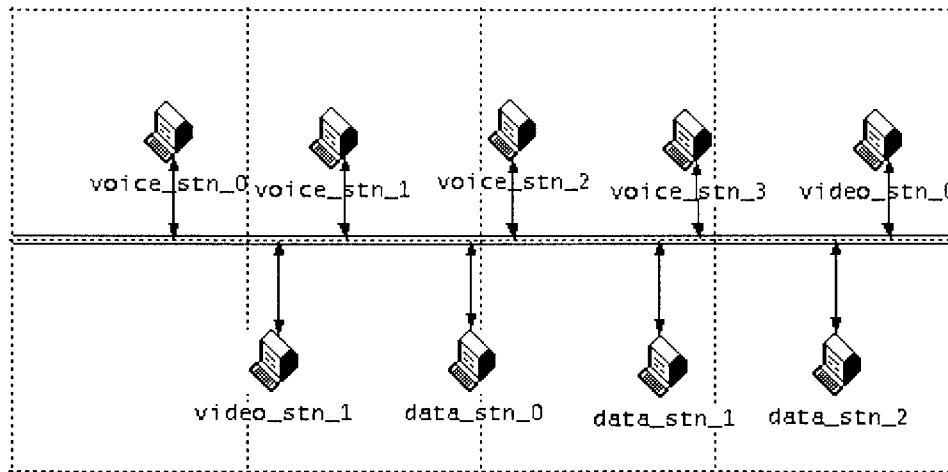 voice_stn_0
voice_stn_1
voice_stn_2
voice_stn_3
video_stn_0
video_stn_1
data_stn_0
data_stn_1
data_stn_2